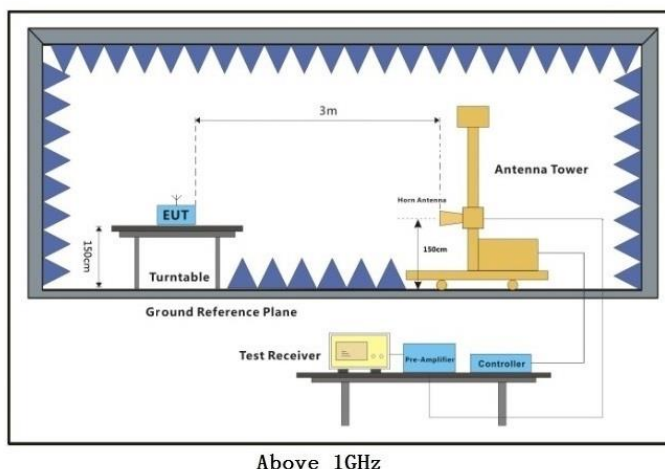 3m
Antenna Tower
Horn Antenna
EUT
150cm
150cm
Turntable
Ground Reference Plane
Test Receiver
Pre-Amplifier
Controller
Above 1GHz